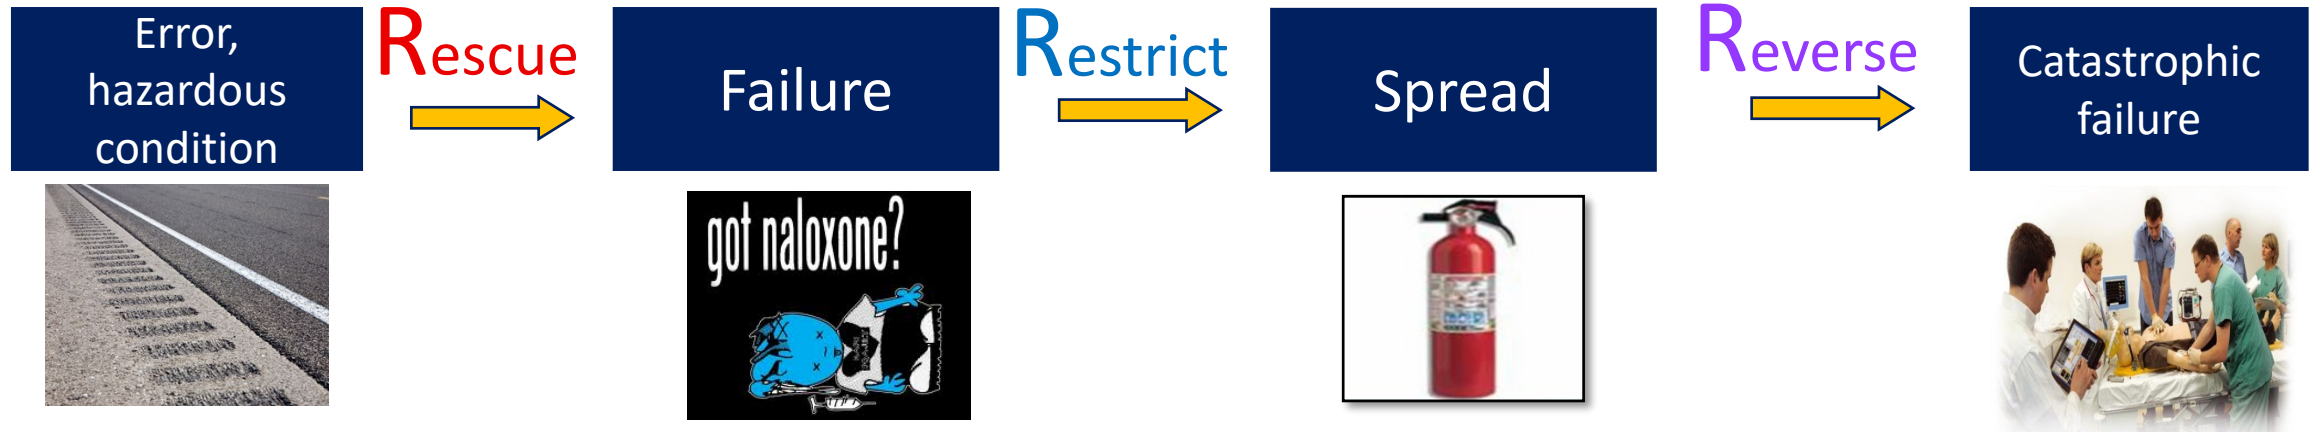 Error,
hazardous
condition
Rescue
Failure
Restrict
Spread
Reverse
Catastrophic
failure
got naloxone?